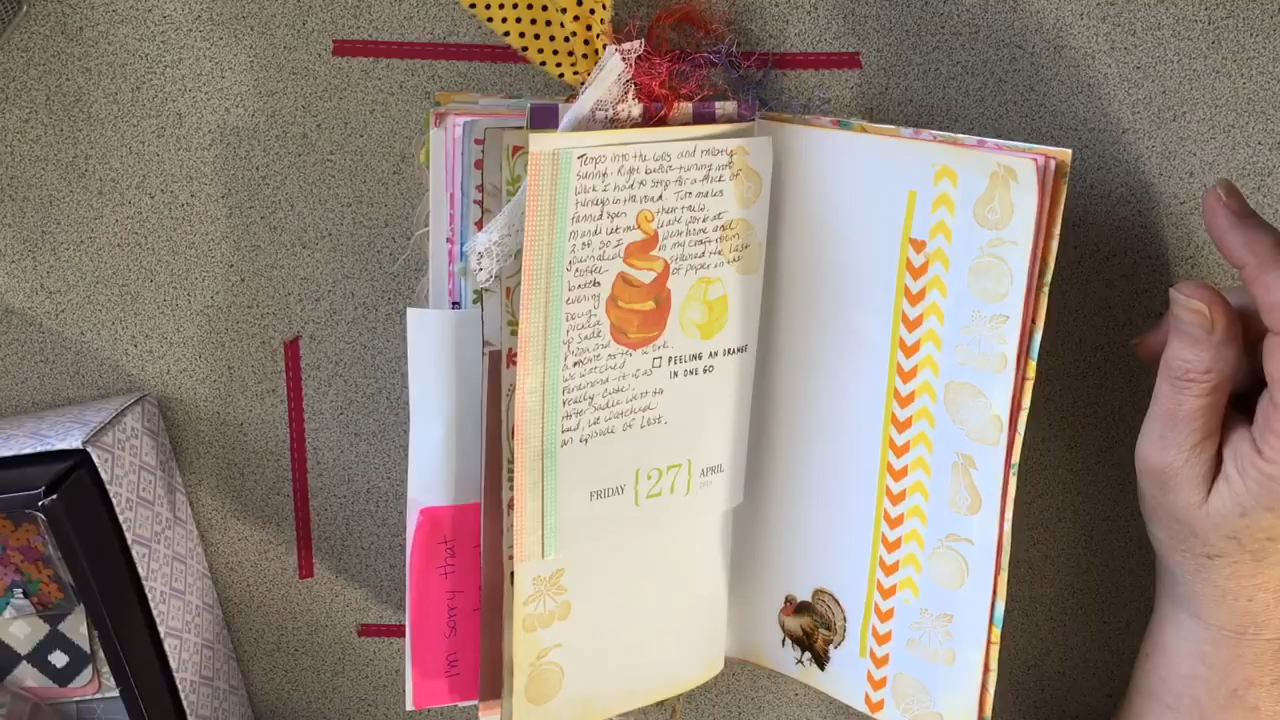 Temps into the 60s and mostly
sunny. Right before turning into
work I had to stop for a flock of
turkeys in the road. Two males
fanned open their tails.
Mandi let me leave work at
2:00, so I went home and
journaled in my craft room,
coffee stained the last
batch of paper in the
evening
Doug
picked
up Sadie,
pizza and
a movie after work.
we watched
Ferdinand - it was
really cute.
After Sadie went to
bed, we watched
an episode of Lost.
PEELING AN ORANGE
IN ONE GO
FRIDAY {27} APRIL
2018
I'm sorry that